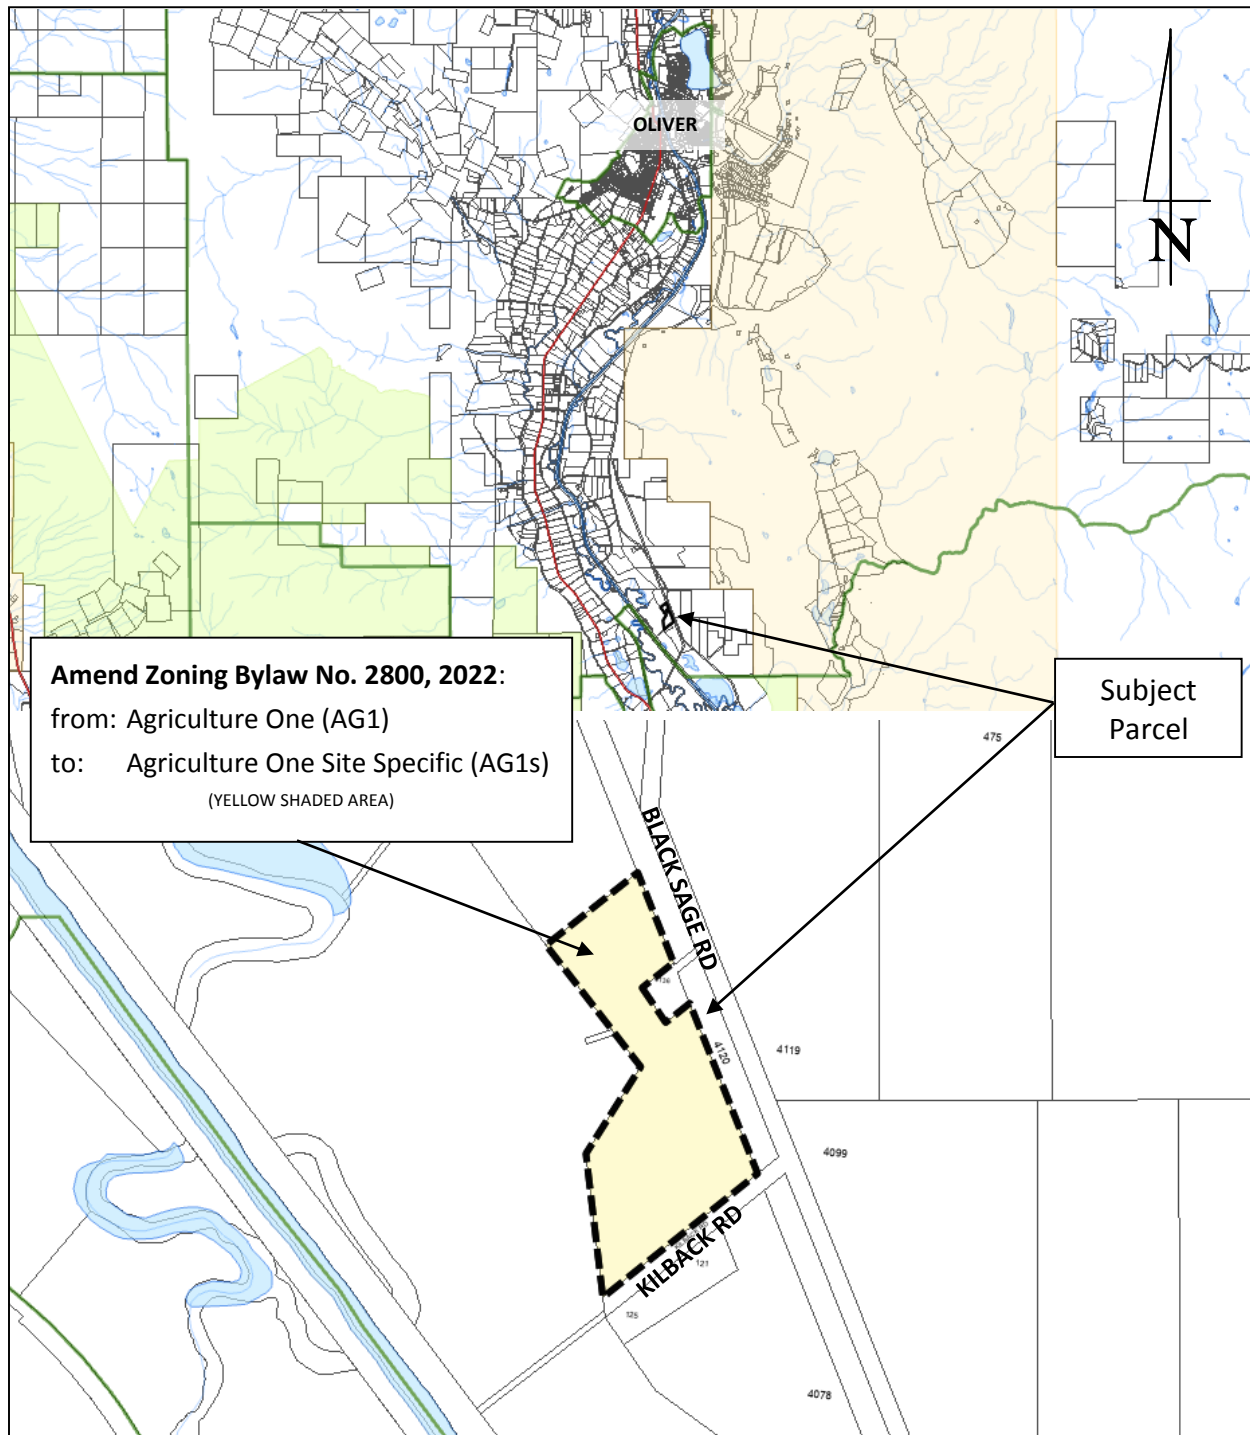 OLIVER
N
Amend Zoning Bylaw No. 2800, 2022:
from: Agriculture One (AG1)
to: Agriculture One Site Specific (AG1s)
(YELLOW SHADED AREA)
Subject
Parcel
475
BLACK SAGE RD
4120
4119
4099
KILBACK RD
121
125
4078